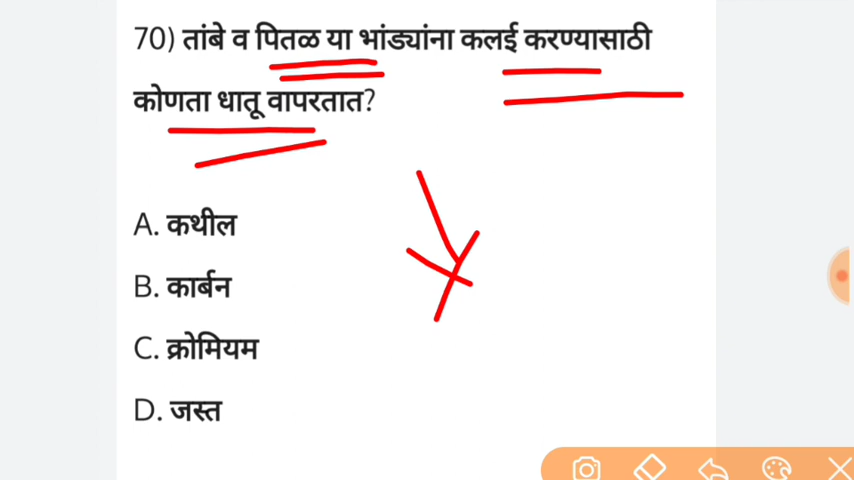 70) तांबे व पितळ या भांड्यांना कलई करण्यासाठी
कोणता धातू वापरतात?
A. कथील
B. कार्बन
C. क्रोमियम
D. जस्त